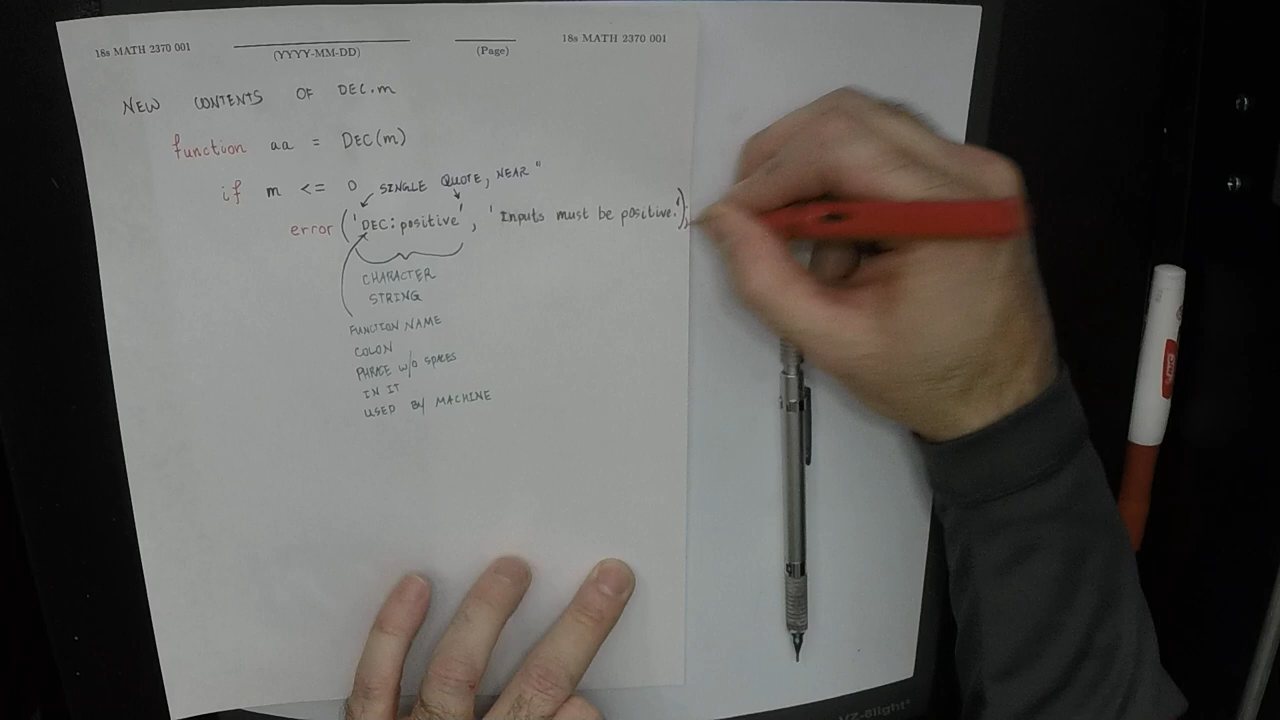 18s MATH 2370 001 (YYYY-MM-DD) (Page) 18s MATH 2370 001
NEW CONTENTS OF DEC.m
function aa = DEC(m)
if m <= 0
SINGLE QUOTE, NEAR "
error('DEC:positive', 'Inputs must be positive.');
CHARACTER
STRING
FUNCTION NAME
COLON
PHRASE w/o SPACES
IN IT
USED BY MACHINE